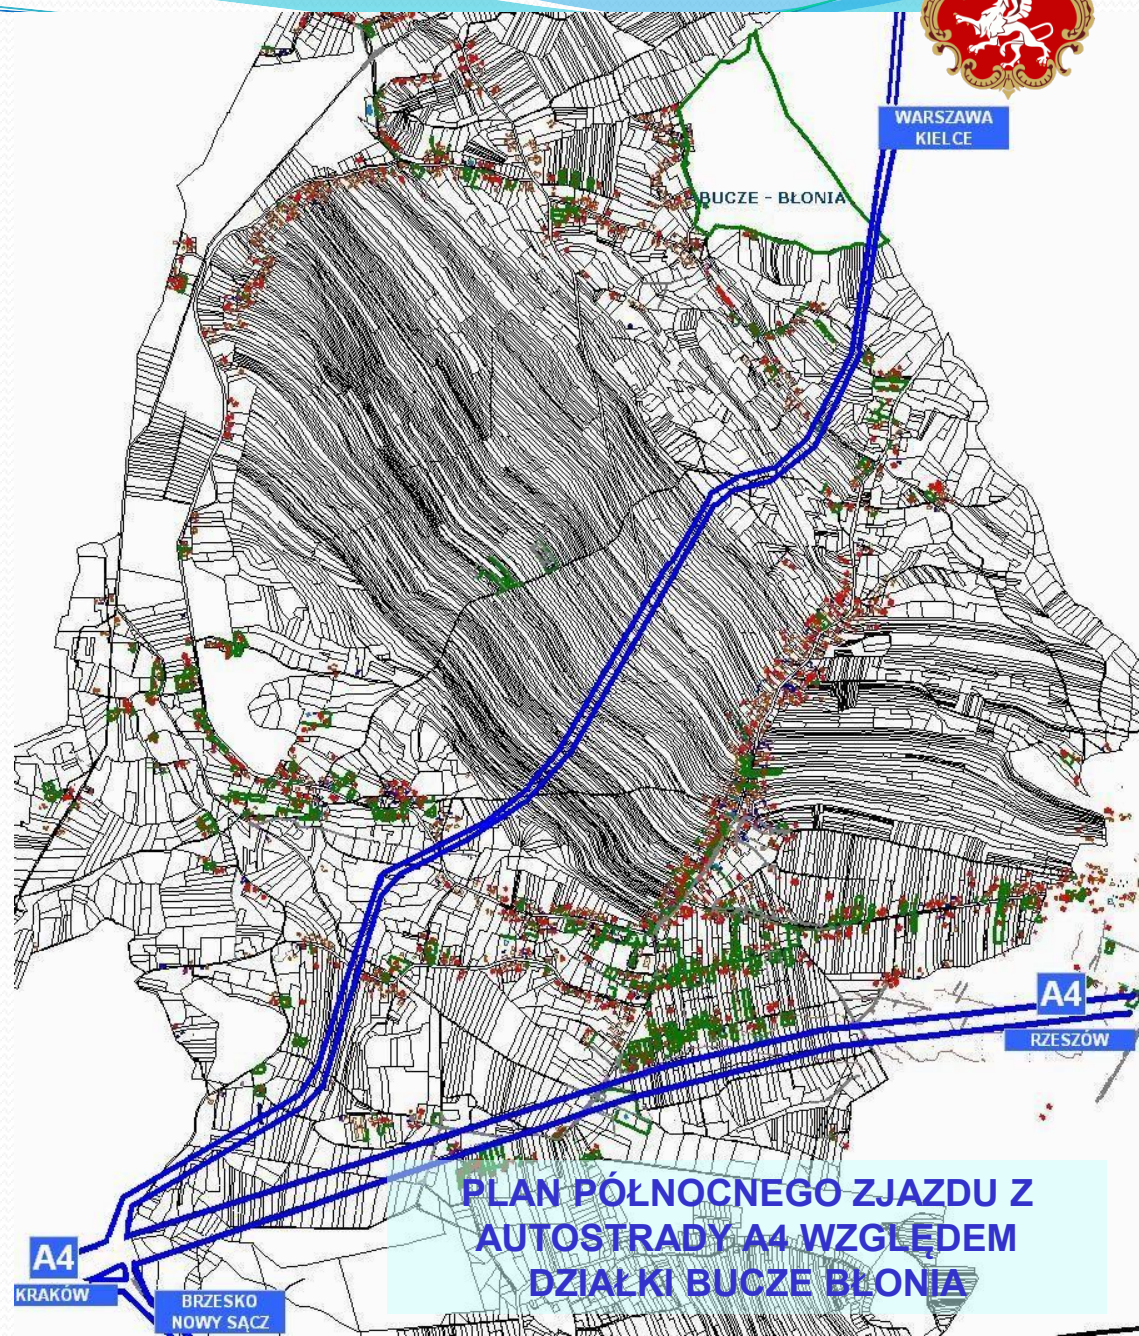 WARSZAWA
KIELCE
BUCZE - BŁONIA
A4
RZESZÓW
PLAN PÓŁNOCNEGO ZJAZDU Z
AUTOSTRADY A4 WZGLĘDEM
DZIAŁKI BUCZE BŁONIA
A4
KRAKÓW
BRZESKO
NOWY SĄCZ